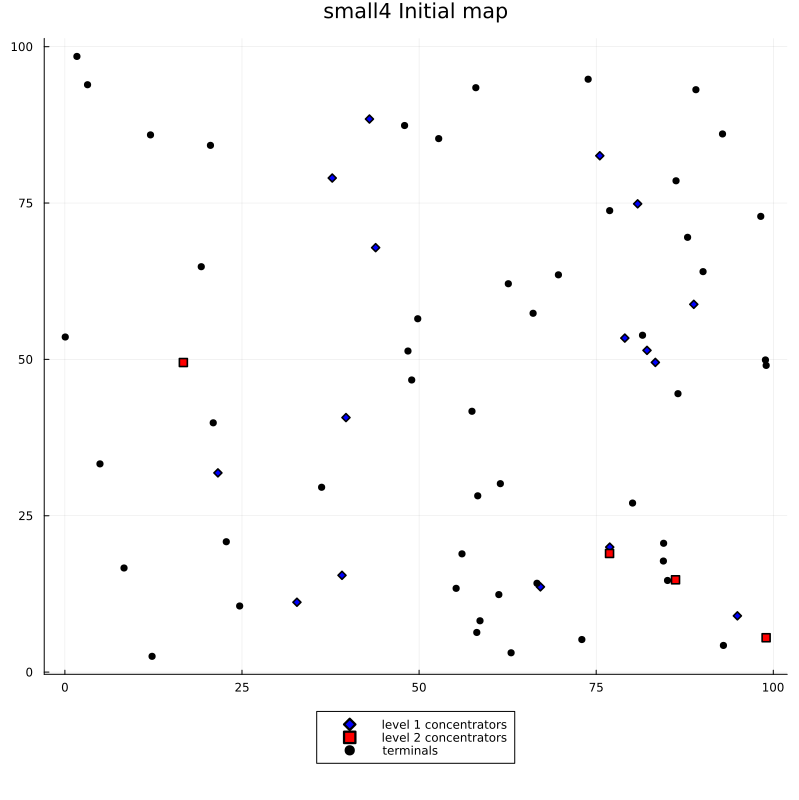 small4 Initial map
100
75
50
25
0
0 25 50 75 100
level 1 concentrators
level 2 concentrators
terminals